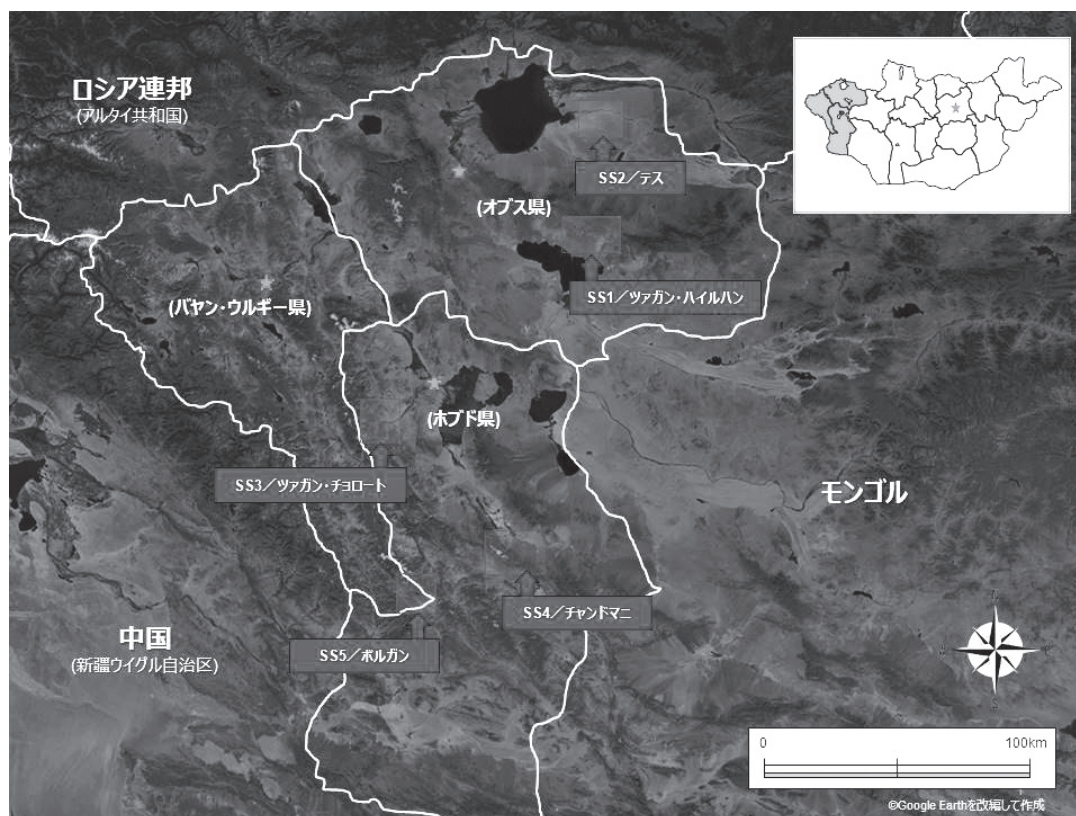 ロシア連邦
(アルタイ共和国)
SS2/テス
(オブス県)
SS1/ツァガン・ハイルハン
(バヤン・ウルギー県)
(ホブド県)
SS3/ツァガン・チョロート
モンゴル
SS4/チャンドマニ
中国
(新疆ウイグル自治区)
SS5/ボルガン
0 100km
©Google Earthを改編して作成